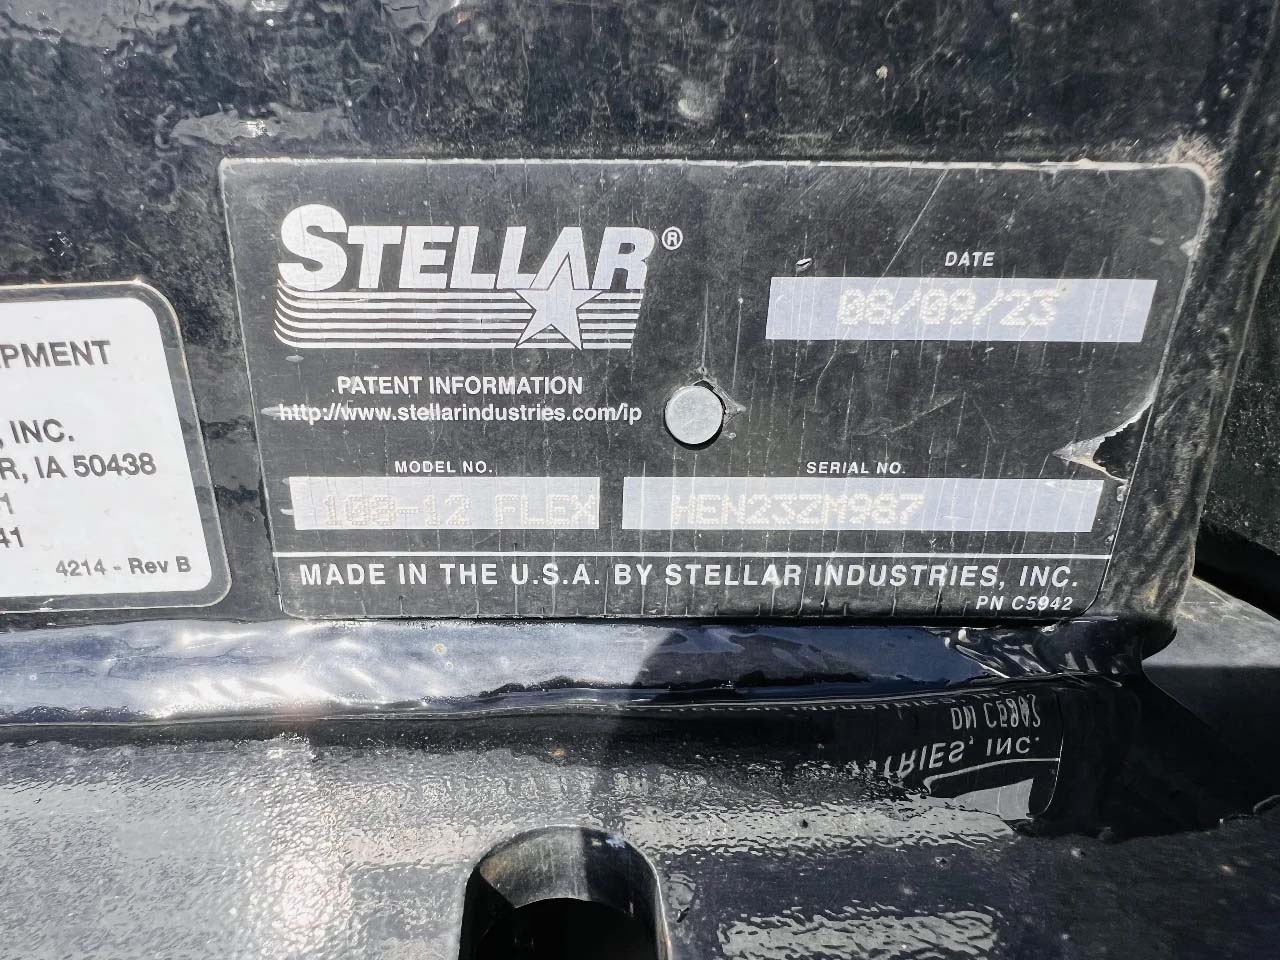 PMENT
, INC.
R, IA 50438
1
41
4214 - Rev B
STELLAR®
DATE
08/09/23
PATENT INFORMATION
http://www.stellarindustries.com/ip
MODEL NO.
SERIAL NO.
108-12 FLEX
HEN23ZM987
MADE IN THE U.S.A. BY STELLAR INDUSTRIES, INC.
PN C5942